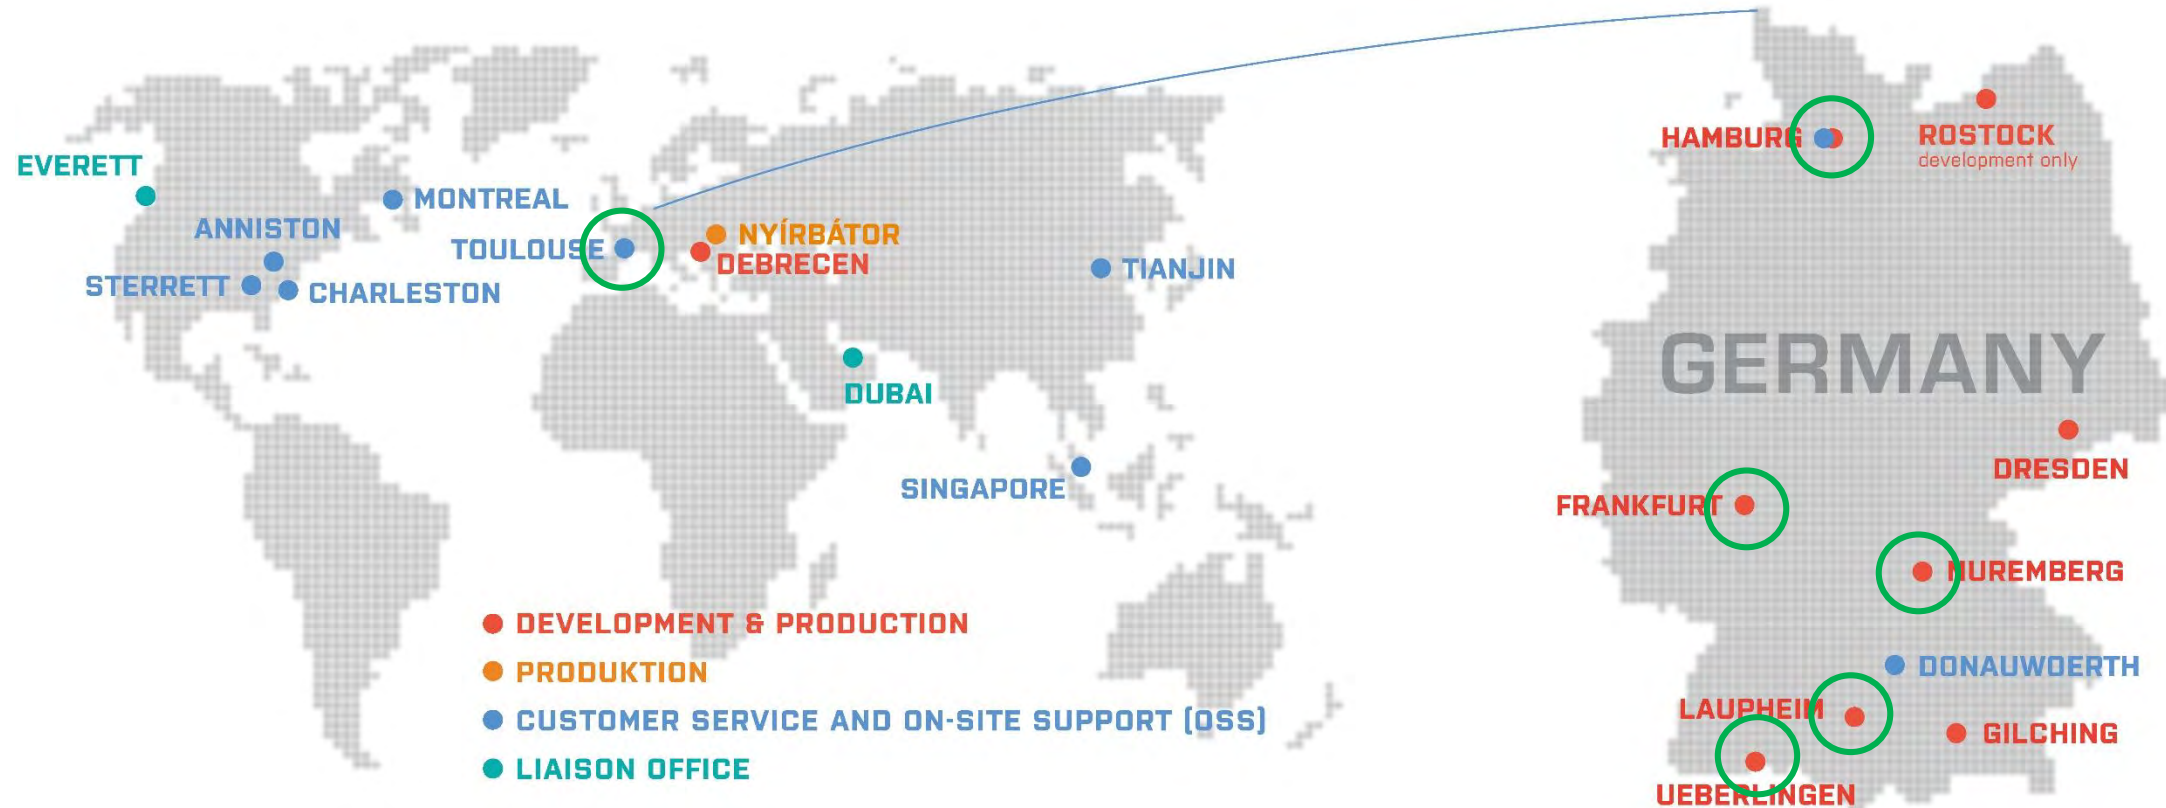 EVERETT
ANNISTON
MONTREAL
STERRETT
CHARLESTON
TOULOUSE
NYÍRBÁTOR
DEBRECEN
TIANJIN
DUBAI
SINGAPORE
DEVELOPMENT & PRODUCTION
PRODUKTION
CUSTOMER SERVICE AND ON-SITE SUPPORT (OSS)
LIAISON OFFICE
HAMBURG
ROSTOCK
development only
GERMANY
DRESDEN
FRANKFURT
NUREMBERG
DONAUWOERTH
LAUPHEIM
GILCHING
UEBERLINGEN